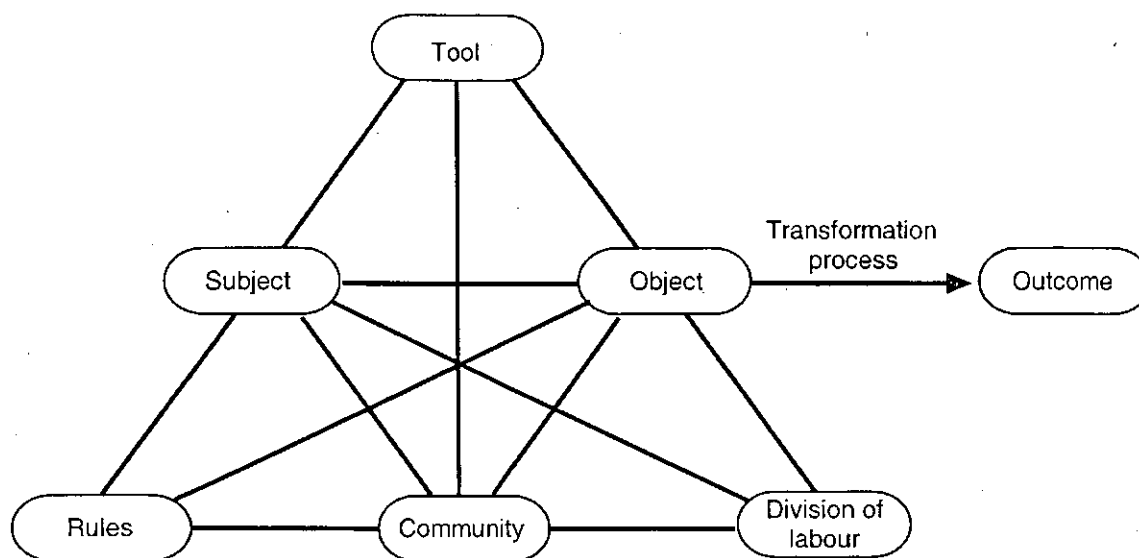 Tool
Subject
Object
Transformation
process
Outcome
Rules
Community
Division of
labour